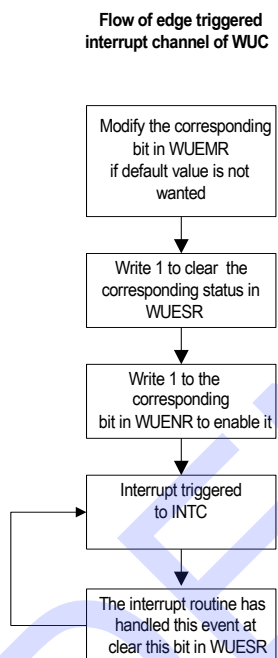 Flow of edge triggered
interrupt channel of WUC
Modify the corresponding
bit in WUEMR
if default value is not
wanted
Write 1 to clear the
corresponding status in
WUESR
Write 1 to the
corresponding
bit in WUENR to enable it
Interrupt triggered
to INTC
The interrupt routine has
handled this event at
clear this bit in WUESR